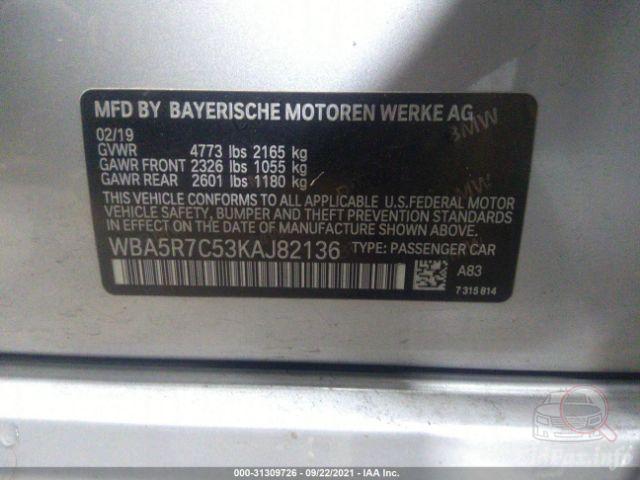 MFD BY BAYERISCHE MOTOREN WERKE AG
02/19
GVWR 4773 lbs 2165 kg
GAWR FRONT 2326 lbs 1055 kg
GAWR REAR 2601 lbs 1180 kg
THIS VEHICLE CONFORMS TO ALL APPLICABLE U.S.FEDERAL MOTOR
VEHICLE SAFETY, BUMPER AND THEFT PREVENTION STANDARDS
IN EFFECT ON THE DATE OF MANUFACTURE SHOWN ABOVE.
WBA5R7C53KAJ82136 TYPE: PASSENGER CAR
A83
7 315 814
BMW
BMW
000-31309726 - 09/22/2021 - IAA Inc.